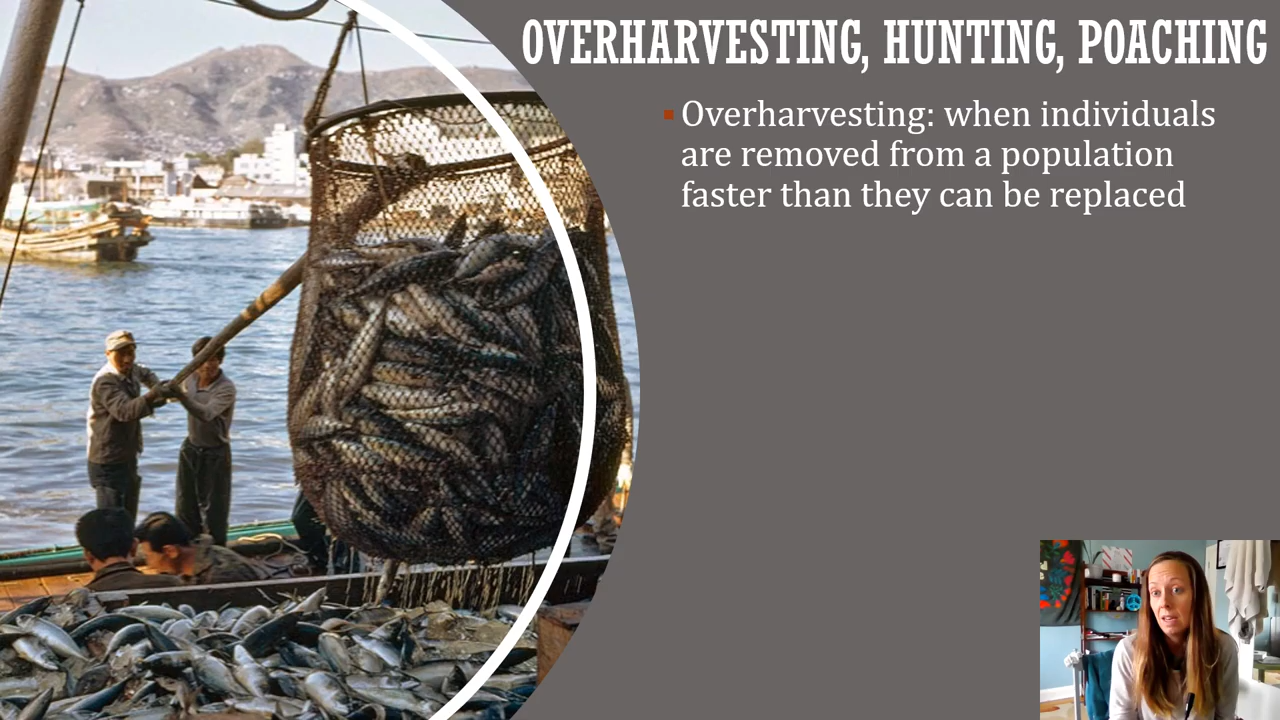 OVERHARVESTING, HUNTING, POACHING
Overharvesting: when individuals
are removed from a population
faster than they can be replaced